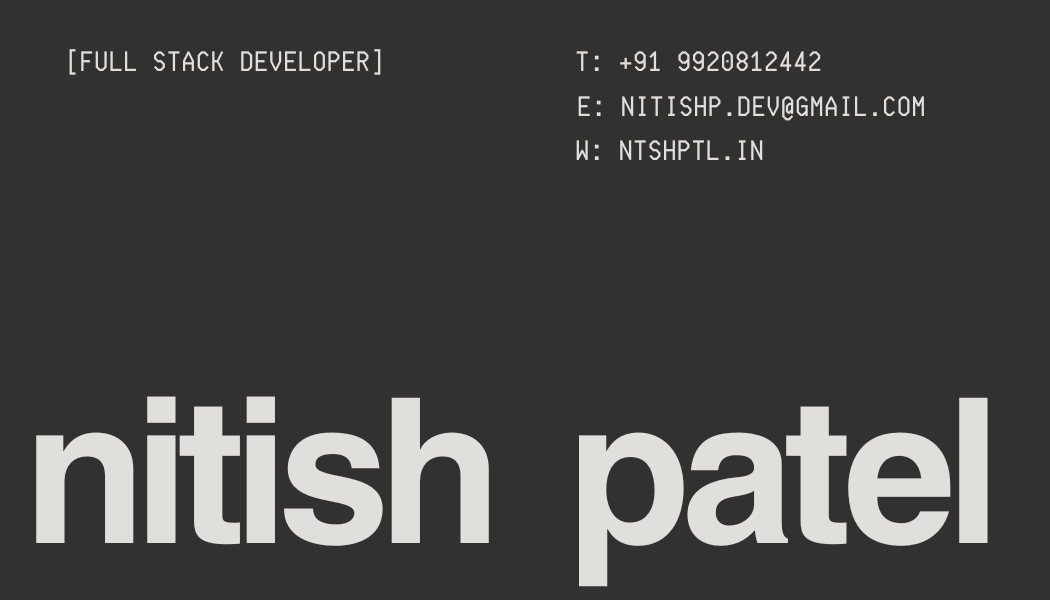 [FULL STACK DEVELOPER]
T: +91 9920812442
E: NITISHP.DEV@GMAIL.COM
W: NTSHPTL.IN
nitish patel